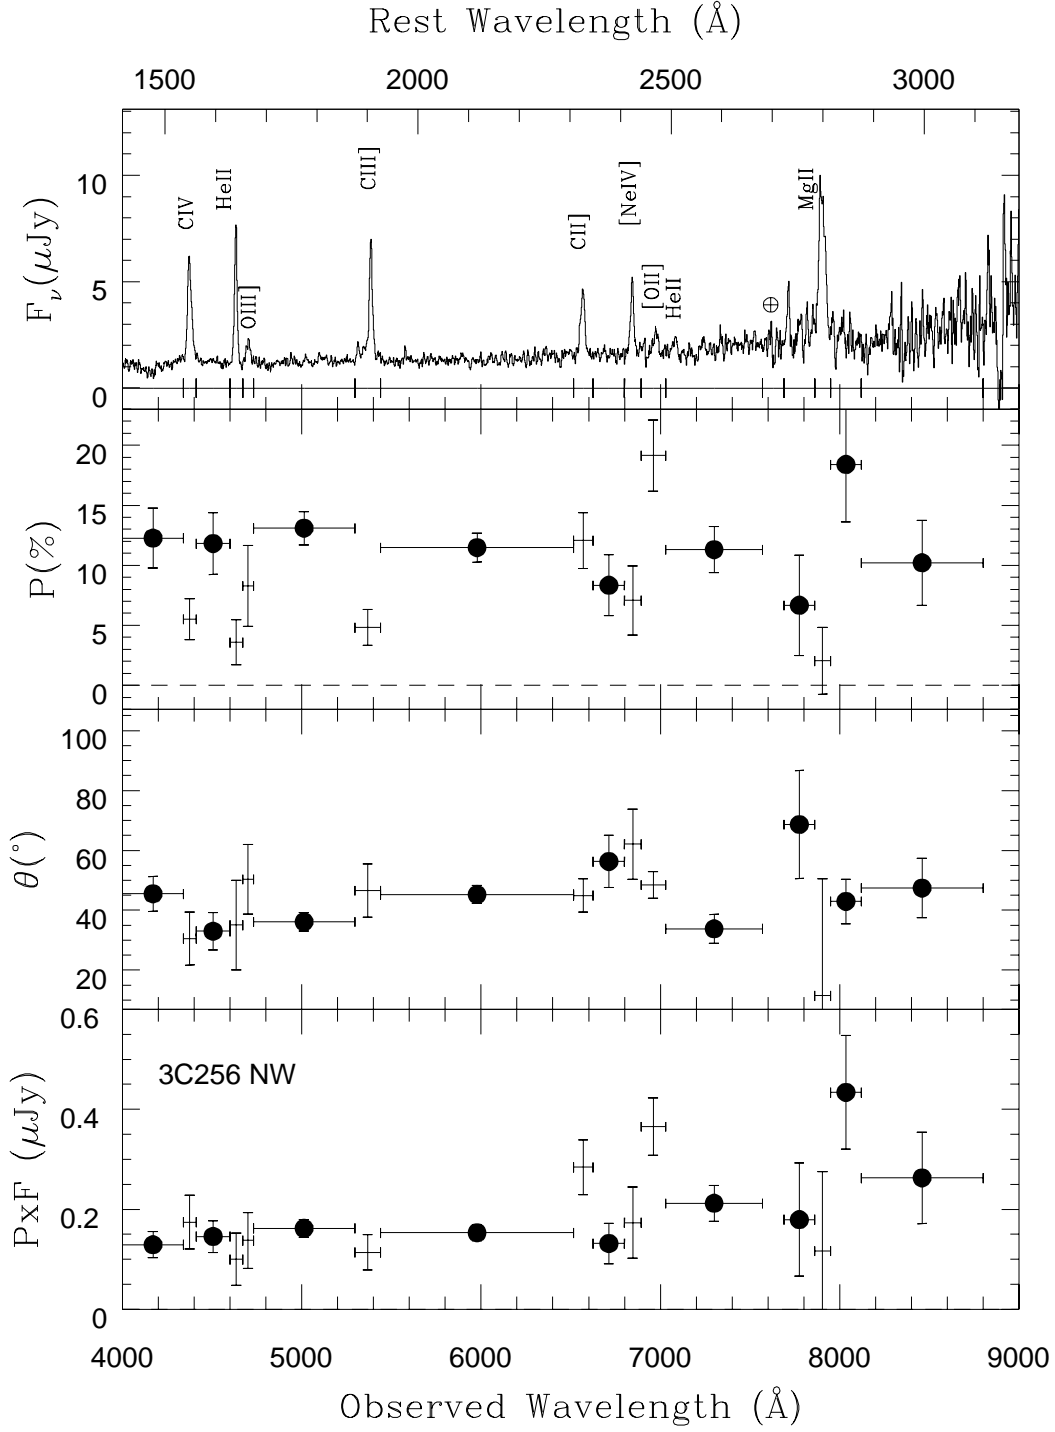 Rest Wavelength (Å)
1500 2000 2500 3000
F_ν(μJy)
10
5
0
CIV
HeII
OIII]
CIII]
CII]
[NeIV]
[OII]
HeII
⊕
MgII
P(%)
20
15
10
5
0
θ(°)
100
80
60
40
20
PxF (μJy)
0.6
0.4
0.2
0
3C256 NW
4000 5000 6000 7000 8000 9000
Observed Wavelength (Å)